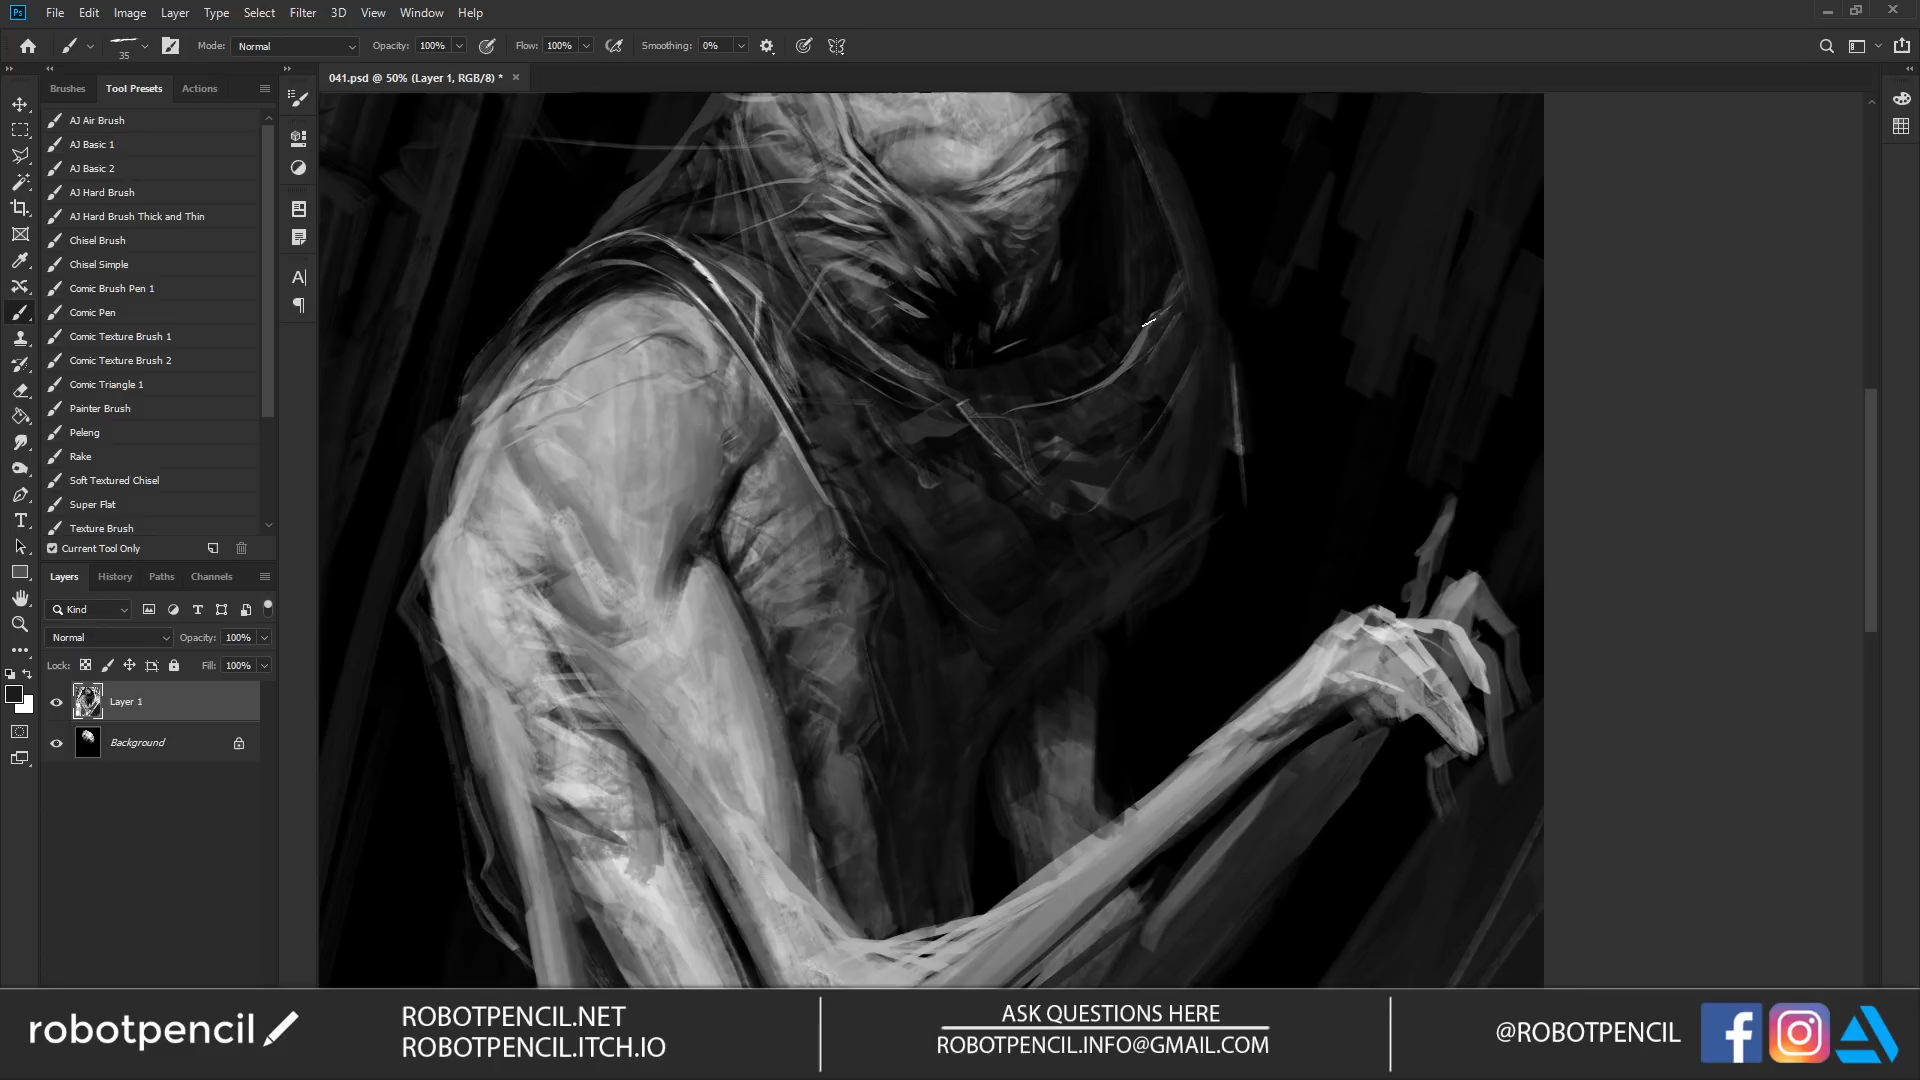 Ps File Edit Image Layer Type Select Filter 3D View Window Help
35 Mode: Normal Opacity: 100% Flow: 100% Smoothing: 0%
041.psd @ 50% (Layer 1, RGB/8) *
Brushes Tool Presets Actions
AJ Air Brush
AJ Basic 1
AJ Basic 2
AJ Hard Brush
AJ Hard Brush Thick and Thin
Chisel Brush
Chisel Simple
Comic Brush Pen 1
Comic Pen
Comic Texture Brush 1
Comic Texture Brush 2
Comic Triangle 1
Painter Brush
Peleng
Rake
Soft Textured Chisel
Super Flat
Texture Brush
Current Tool Only
Layers History Paths Channels
Kind
Normal Opacity: 100%
Lock: Fill: 100%
Layer 1
Background
robotpencil
ROBOTPENCIL.NET
ROBOTPENCIL.ITCH.IO
ASK QUESTIONS HERE
ROBOTPENCIL.INFO@GMAIL.COM
@ROBOTPENCIL